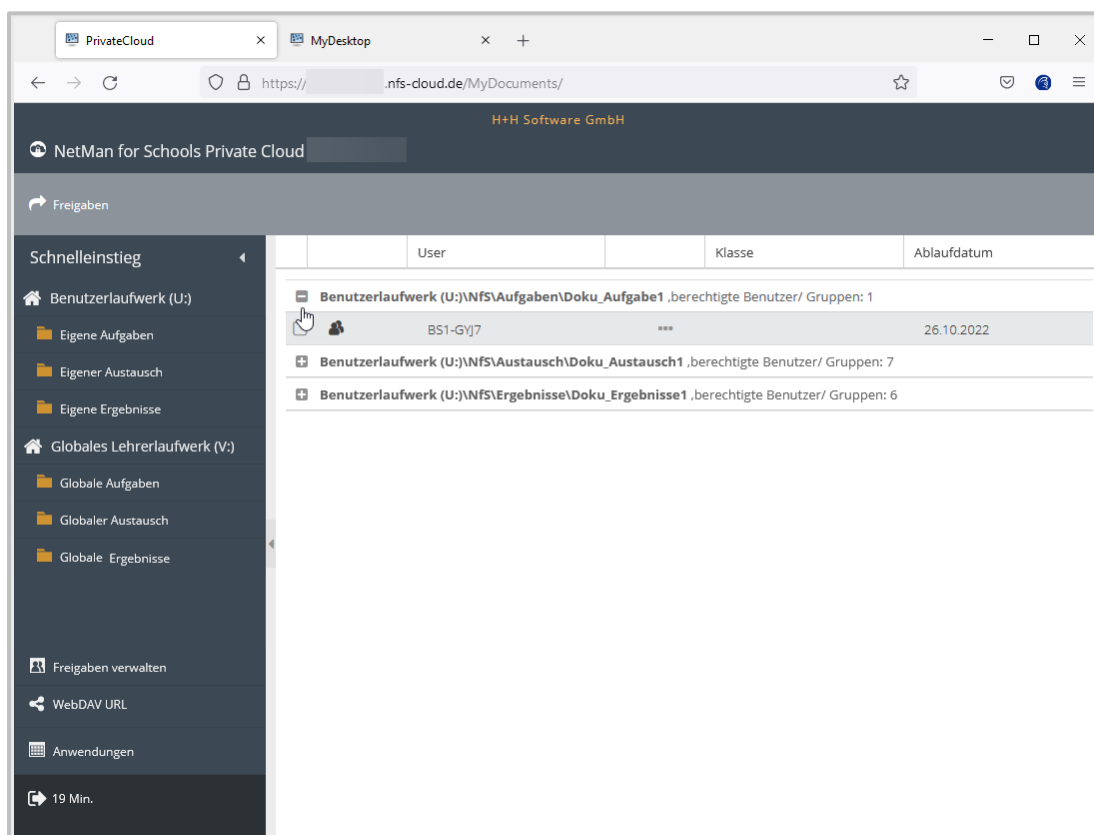 PrivateCloud
MyDesktop
https:// .nfs-cloud.de/MyDocuments/
H+H Software GmbH
NetMan for Schools Private Cloud
Freigaben
Schnelleinstieg
Benutzerlaufwerk (U:)
Eigene Aufgaben
Eigener Austausch
Eigene Ergebnisse
Globales Lehrerlaufwerk (V:)
Globale Aufgaben
Globaler Austausch
Globale Ergebnisse
Freigaben verwalten
WebDAV URL
Anwendungen
19 Min.
User Klasse Ablaufdatum
Benutzerlaufwerk (U:)\NfS\Aufgaben\Doku_Aufgabe1 ,berechtigte Benutzer/ Gruppen: 1
BS1-GYJ7 26.10.2022
Benutzerlaufwerk (U:)\NfS\Austausch\Doku_Austausch1 ,berechtigte Benutzer/ Gruppen: 7
Benutzerlaufwerk (U:)\NfS\Ergebnisse\Doku_Ergebnisse1 ,berechtigte Benutzer/ Gruppen: 6